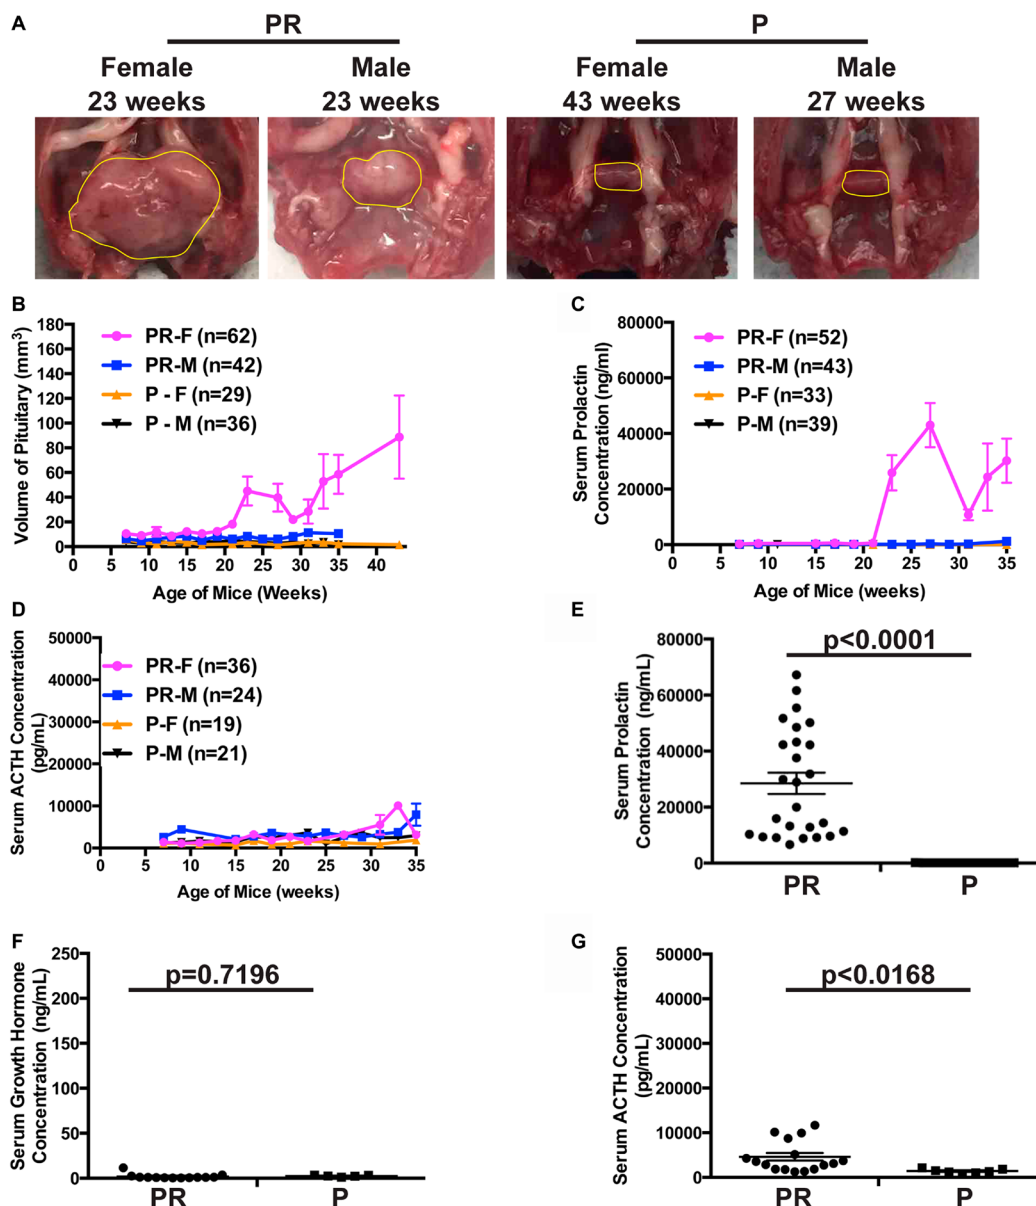 A
PR
P
Female
23 weeks
Male
23 weeks
Female
43 weeks
Male
27 weeks
B
Volume of Pituitary (mm³)
180
160
140
120
100
80
60
40
20
0
PR-F (n=62)
PR-M (n=42)
P - F (n=29)
P - M (n=36)
0 5 10 15 20 25 30 35 40
Age of Mice (Weeks)
C
Serum Prolactin
Concentration (ng/ml)
80000
60000
40000
20000
0
PR-F (n=52)
PR-M (n=43)
P-F (n=33)
P-M (n=39)
0 5 10 15 20 25 30 35
Age of Mice (weeks)
D
Serum ACTH Concentration
(pg/mL)
50000
40000
30000
20000
10000
0
PR-F (n=36)
PR-M (n=24)
P-F (n=19)
P-M (n=21)
0 5 10 15 20 25 30 35
Age of Mice (weeks)
E
Serum Prolactin
Concentration (ng/mL)
80000
60000
40000
20000
0
p<0.0001
PR P
F
Serum Growth Hormone
Concentration (ng/mL)
250
200
150
100
50
0
p=0.7196
PR P
G
Serum ACTH Concentration
(pg/mL)
50000
40000
30000
20000
10000
0
p<0.0168
PR P